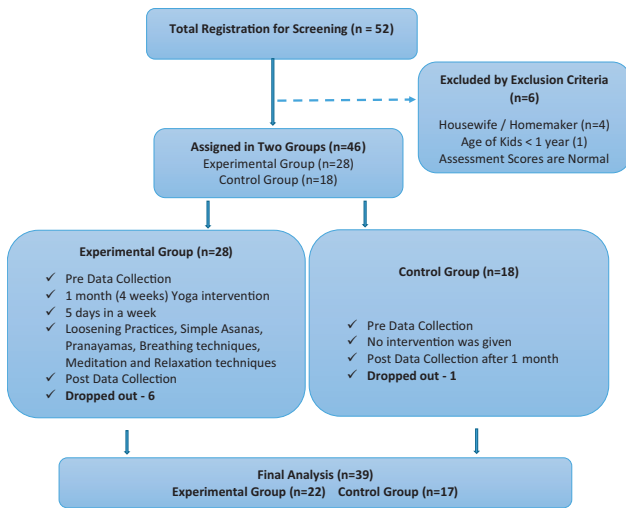 Total Registration for Screening (n = 52)
Excluded by Exclusion Criteria
(n=6)
Housewife / Homemaker (n=4)
Age of Kids < 1 year (1)
Assessment Scores are Normal
Assigned in Two Groups (n=46)
Experimental Group (n=28)
Control Group (n=18)
Experimental Group (n=28)
✓ Pre Data Collection
✓ 1 month (4 weeks) Yoga intervention
✓ 5 days in a week
✓ Loosening Practices, Simple Asanas,
Pranayamas, Breathing techniques,
Meditation and Relaxation techniques
✓ Post Data Collection
✓ Dropped out - 6
Control Group (n=18)
✓ Pre Data Collection
✓ No intervention was given
✓ Post Data Collection after 1 month
✓ Dropped out - 1
Final Analysis (n=39)
Experimental Group (n=22) Control Group (n=17)